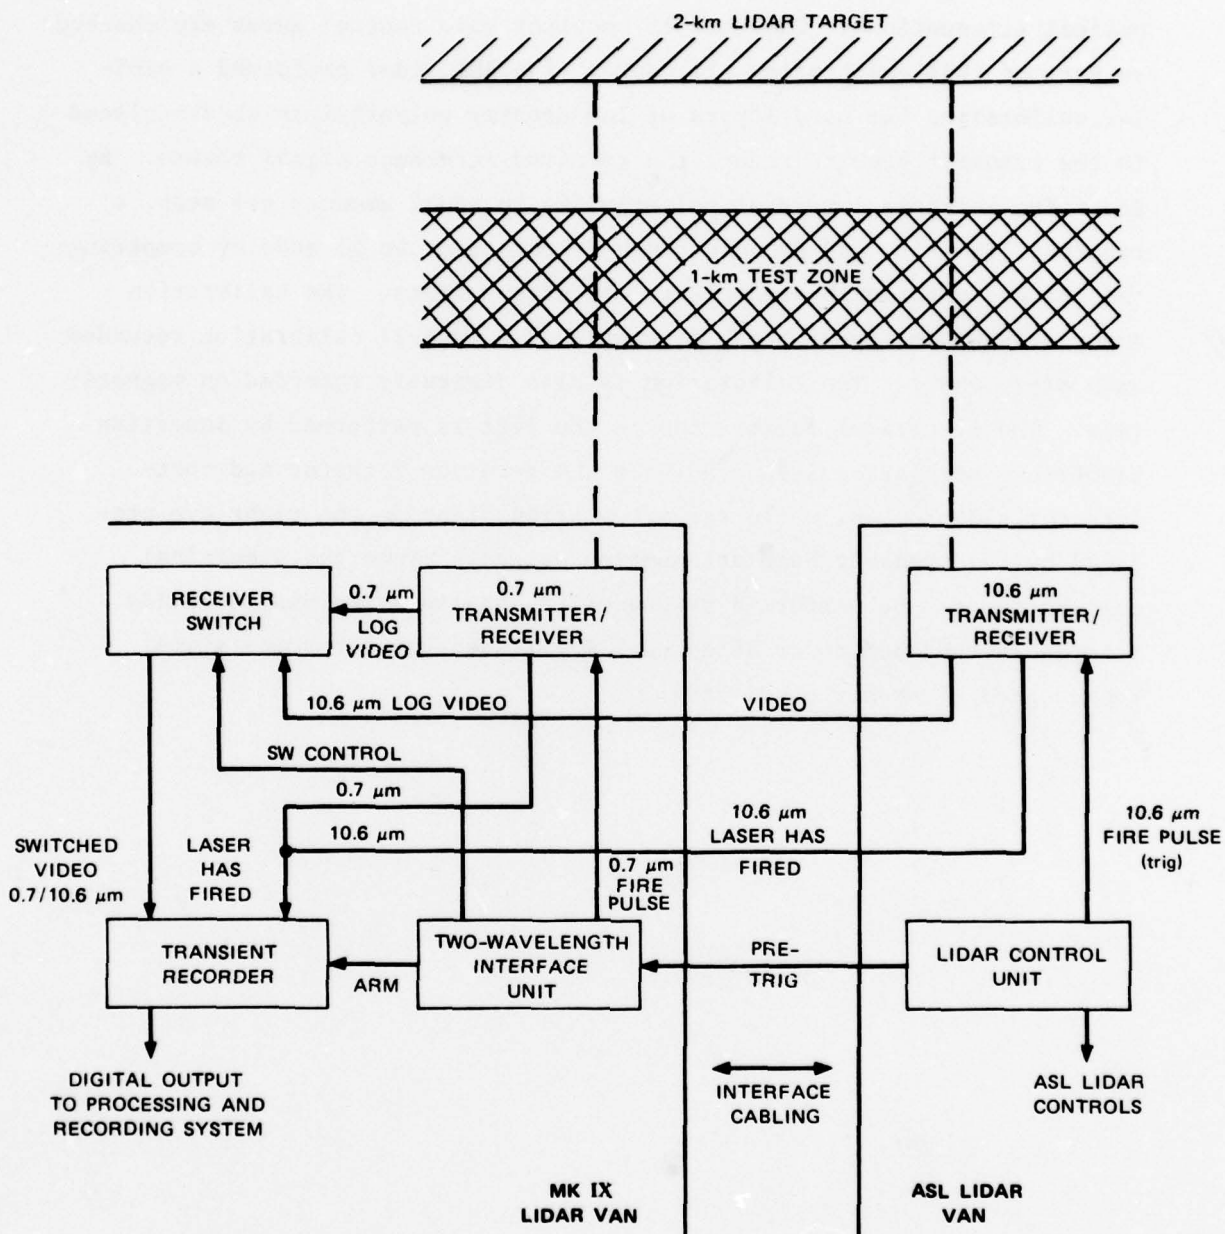 2-km LIDAR TARGET
1-km TEST ZONE
RECEIVER
SWITCH
0.7 μm
LOG
VIDEO
0.7 μm
TRANSMITTER/
RECEIVER
10.6 μm
TRANSMITTER/
RECEIVER
10.6 μm LOG VIDEO
VIDEO
SW CONTROL
0.7 μm
10.6 μm
SWITCHED
VIDEO
0.7/10.6 μm
LASER
HAS
FIRED
0.7 μm
FIRE
PULSE
10.6 μm
LASER HAS
FIRED
10.6 μm
FIRE PULSE
(trig)
TRANSIENT
RECORDER
ARM
TWO-WAVELENGTH
INTERFACE
UNIT
PRE-
TRIG
LIDAR CONTROL
UNIT
DIGITAL OUTPUT
TO PROCESSING AND
RECORDING SYSTEM
INTERFACE
CABLING
ASL LIDAR
CONTROLS
MK IX
LIDAR VAN
ASL LIDAR
VAN